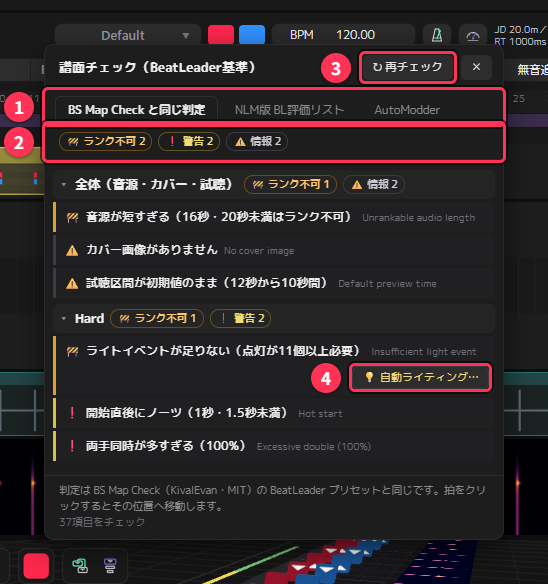 Default
BPM 120.00
JD 20.0m/
RT 1000ms
譜面チェック（BeatLeader基準）
3
↻ 再チェック
×
無音追
11
25
1
BS Map Check と同じ判定
NLM版 BL評価リスト
AutoModder
2
ランク不可 2
警告 2
情報 2
全体（音源・カバー・試聴）
ランク不可 1
情報 2
音源が短すぎる（16秒・20秒未満はランク不可） Unrankable audio length
カバー画像がありません No cover image
試聴区間が初期値のまま（12秒から10秒間） Default preview time
Hard
ランク不可 1
警告 2
ライトイベントが足りない（点灯が11個以上必要） Insufficient light event
4
自動ライティング…
開始直後にノーツ（1秒・1.5秒未満） Hot start
両手同時が多すぎる（100%） Excessive double (100%)
判定は BS Map Check（KivalEvan・MIT）の BeatLeader プリセットと同じです。拍をクリ
ックするとその位置へ移動します。
37項目をチェック